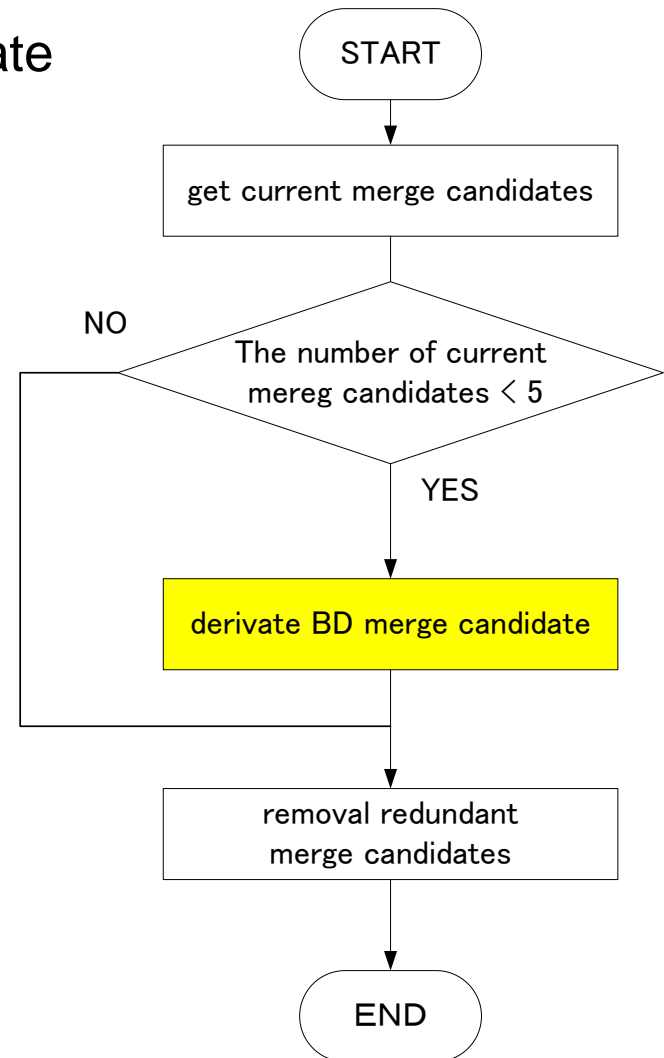 ate
START
get current merge candidates
NO
The number of current
mereg candidates < 5
YES
derivate BD merge candidate
removal redundant
merge candidates
END